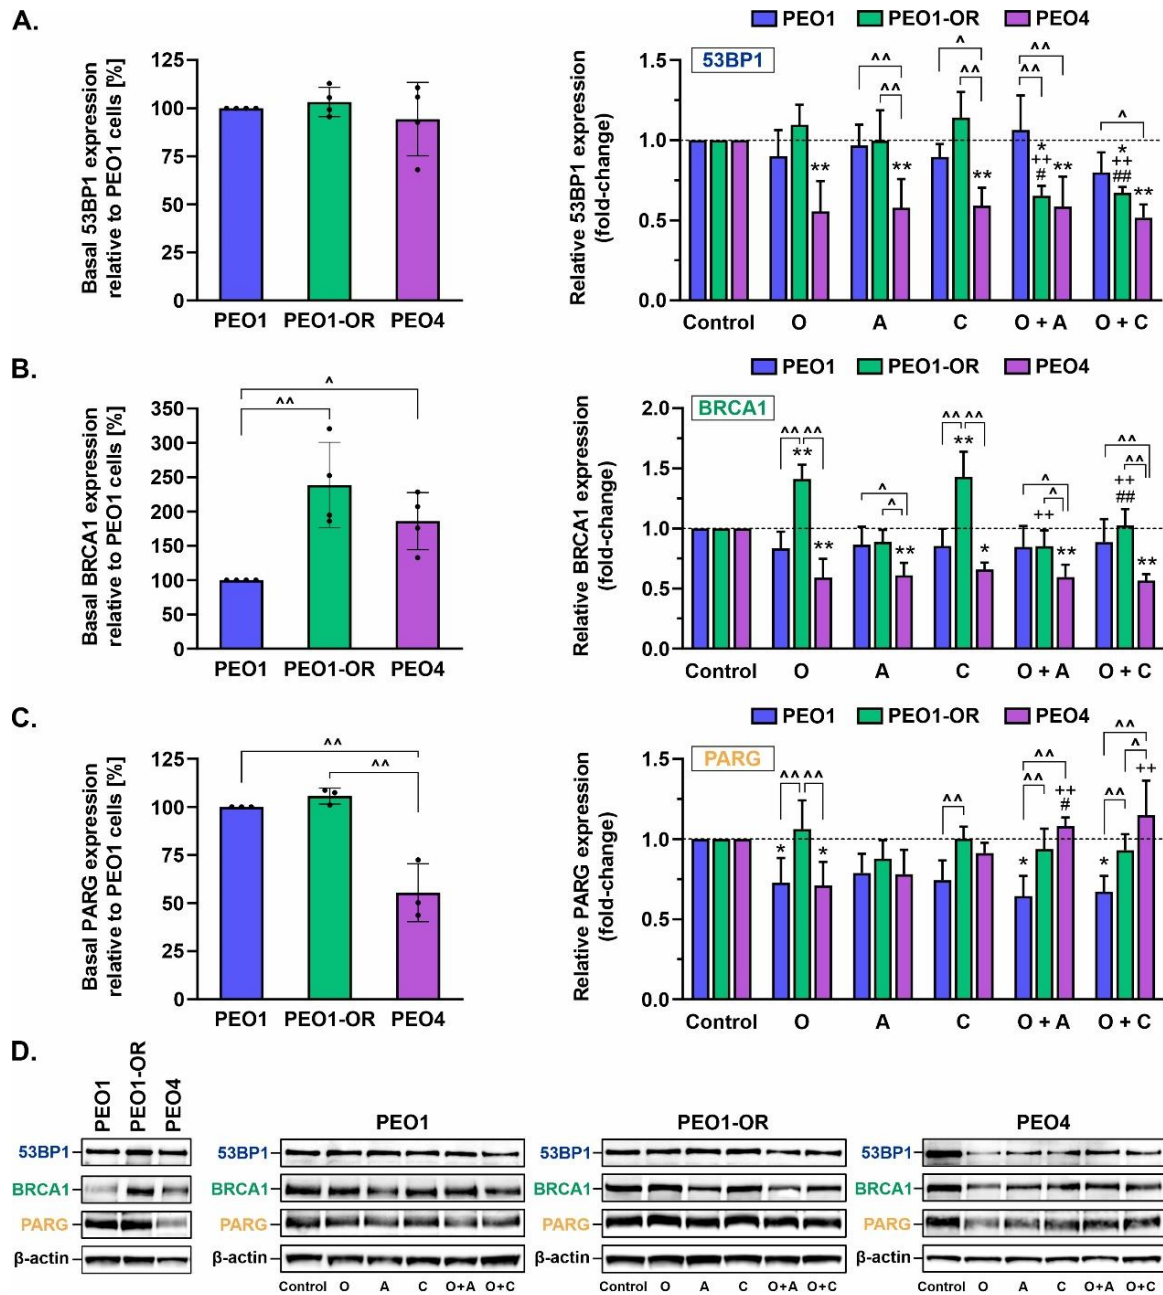 A.
Basal 53BP1 expression
relative to PEO1 cells [%]
125
100
75
50
25
0
PEO1 PEO1-OR PEO4
PEO1 PEO1-OR PEO4
53BP1
Relative 53BP1 expression
(fold-change)
1.5
1.0
0.5
0.0
^^ ^^ ^ ^^ ^^ ^^ ^
** ** ** * ++ # ** * ++ ## **
Control O A C O + A O + C
B.
Basal BRCA1 expression
relative to PEO1 cells [%]
350
300
250
200
150
100
50
0
^
^^
PEO1 PEO1-OR PEO4
PEO1 PEO1-OR PEO4
BRCA1
Relative BRCA1 expression
(fold-change)
2.0
1.5
1.0
0.5
0.0
^^ ^^ ^ ^ ^^ ^^ ^ ^ ^^ ^^
** ** ** ** * ++ ** ++ ## **
Control O A C O + A O + C
C.
Basal PARG expression
relative to PEO1 cells [%]
125
100
75
50
25
0
^^
^^
PEO1 PEO1-OR PEO4
PEO1 PEO1-OR PEO4
PARG
Relative PARG expression
(fold-change)
1.5
1.0
0.5
0.0
^^ ^^ ^^ ^^ ^^ ^^ ^ ^^
* * * ++ # * ++
Control O A C O + A O + C
D.
PEO1
PEO1-OR
PEO4
53BP1
BRCA1
PARG
β-actin
PEO1
53BP1
BRCA1
PARG
β-actin
Control O A C O+A O+C
PEO1-OR
53BP1
BRCA1
PARG
β-actin
Control O A C O+A O+C
PEO4
53BP1
BRCA1
PARG
β-actin
Control O A C O+A O+C